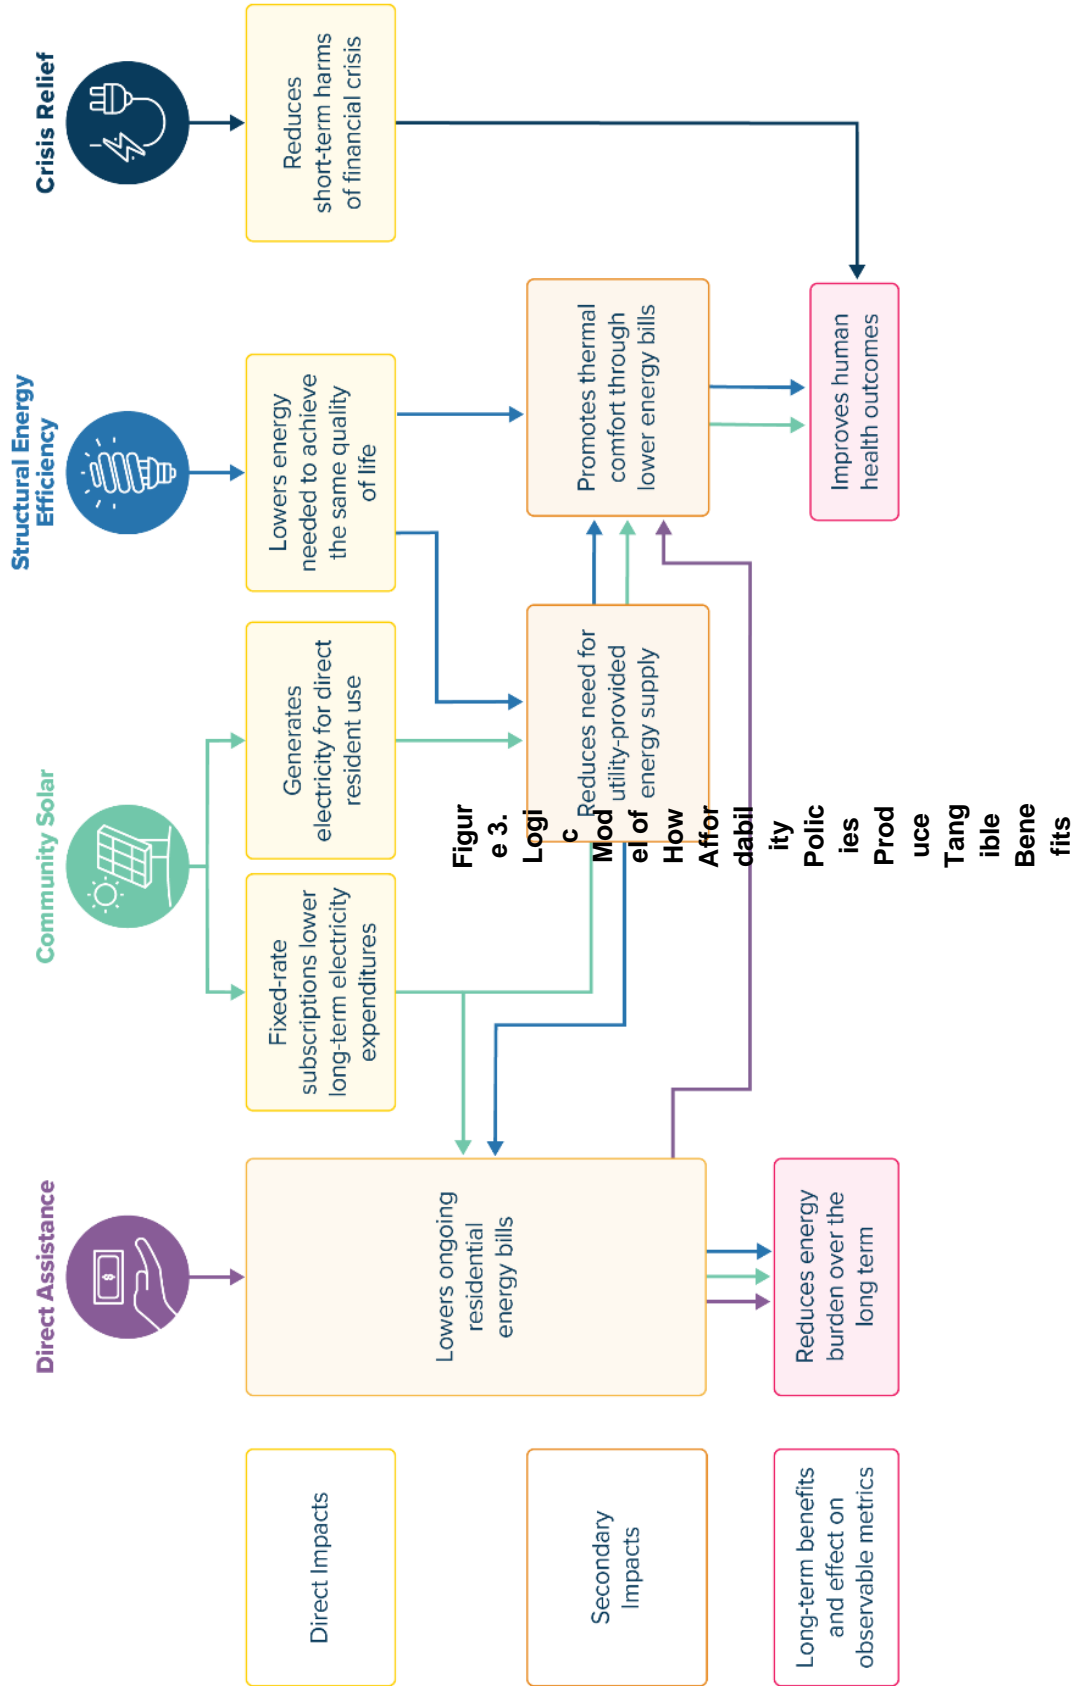 Direct Assistance
Community Solar
Structural Energy
Efficiency
Crisis Relief
$
Direct Impacts
Lowers ongoing
residential
energy bills
Fixed-rate
subscriptions lower
long-term electricity
expenditures
Generates
electricity for direct
resident use
Lowers energy
needed to achieve
the same quality
of life
Reduces
short-term harms
of financial crisis
Secondary
Impacts
Reduces need for
utility-provided
energy supply
Promotes thermal
comfort through
lower energy bills
Long-term benefits
and effect on
observable metrics
Reduces energy
burden over the
long term
Improves human
health outcomes
Figur
e 3.
Logi
c
Mod
el of
How
Affor
dabil
ity
Polic
ies
Prod
uce
Tang
ible
Bene
fits